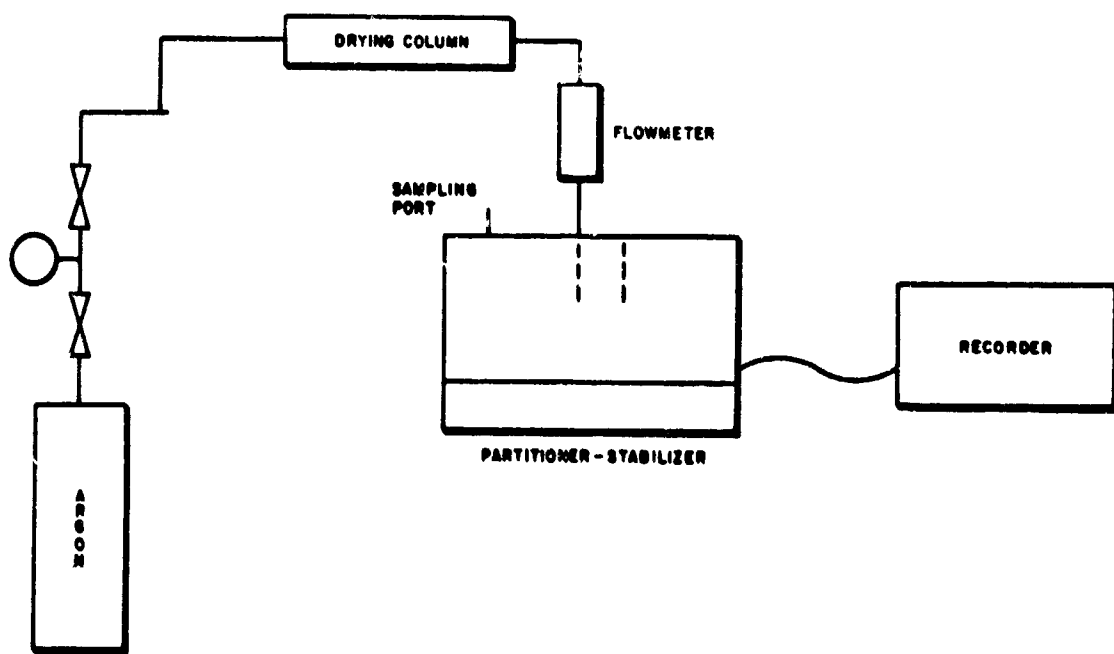 DRYING COLUMN
FLOWMETER
SAMPLING
PORT
RECORDER
PARTITIONER-STABILIZER
ARGON